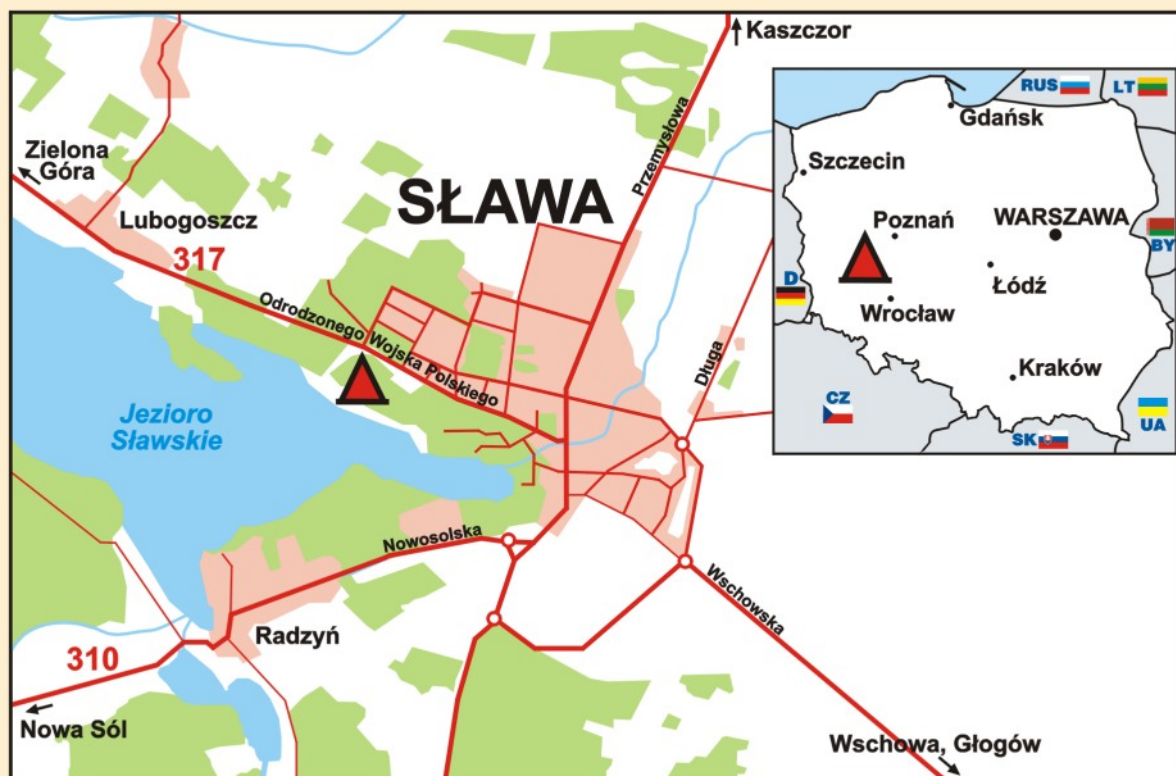 Kaszczor
Zielona
Góra
Lubogoszcz
317
SŁAWA
Przemysłowa
Odrodzonego Wojska Polskiego
Długa
Jezioro
Sławskie
Nowosolska
Wschowska
Radzyń
310
Nowa Sól
Wschowa, Głogów
RUS
LT
Gdańsk
Szczecin
Poznań
WARSZAWA
BY
D
Łódź
Wrocław
Kraków
CZ
SK
UA